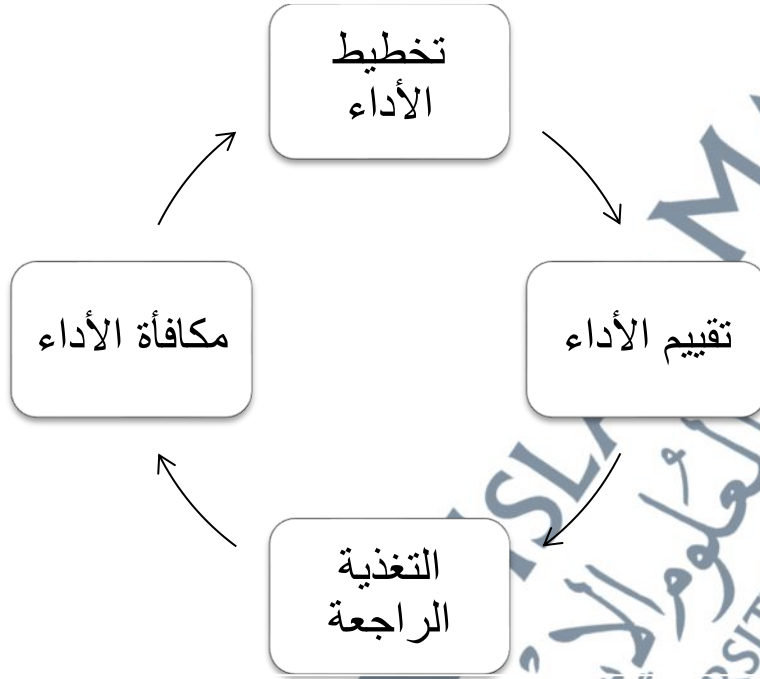 تخطيط
الأداء
تقييم الأداء
مكافأة الأداء
التغذية
الراجعة